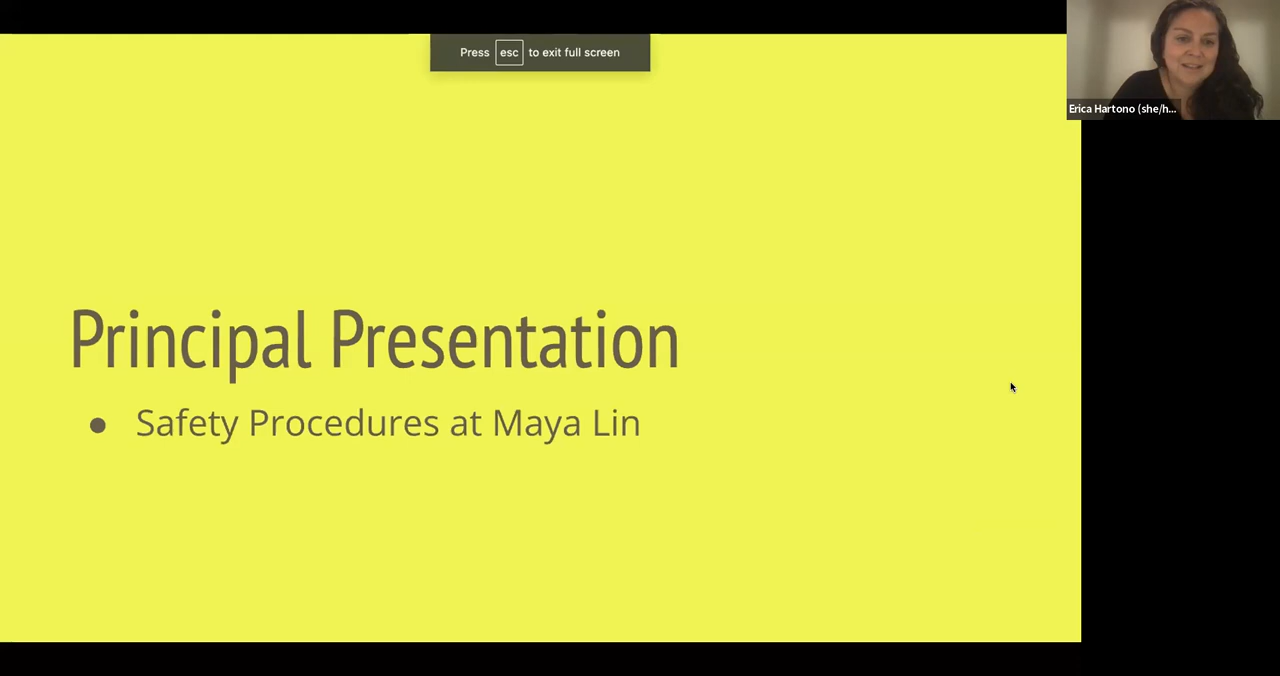 Press esc to exit full screen
Erica Hartono (she/h...
Principal Presentation
● Safety Procedures at Maya Lin